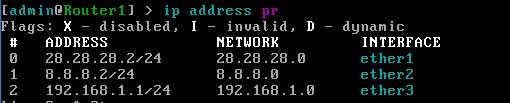 [admin@Router1] > ip address pr
Flags: X - disabled, I - invalid, D - dynamic
# ADDRESS NETWORK INTERFACE
0 28.28.28.2/24 28.28.28.0 ether1
1 8.8.8.2/24 8.8.8.0 ether2
2 192.168.1.1/24 192.168.1.0 ether3